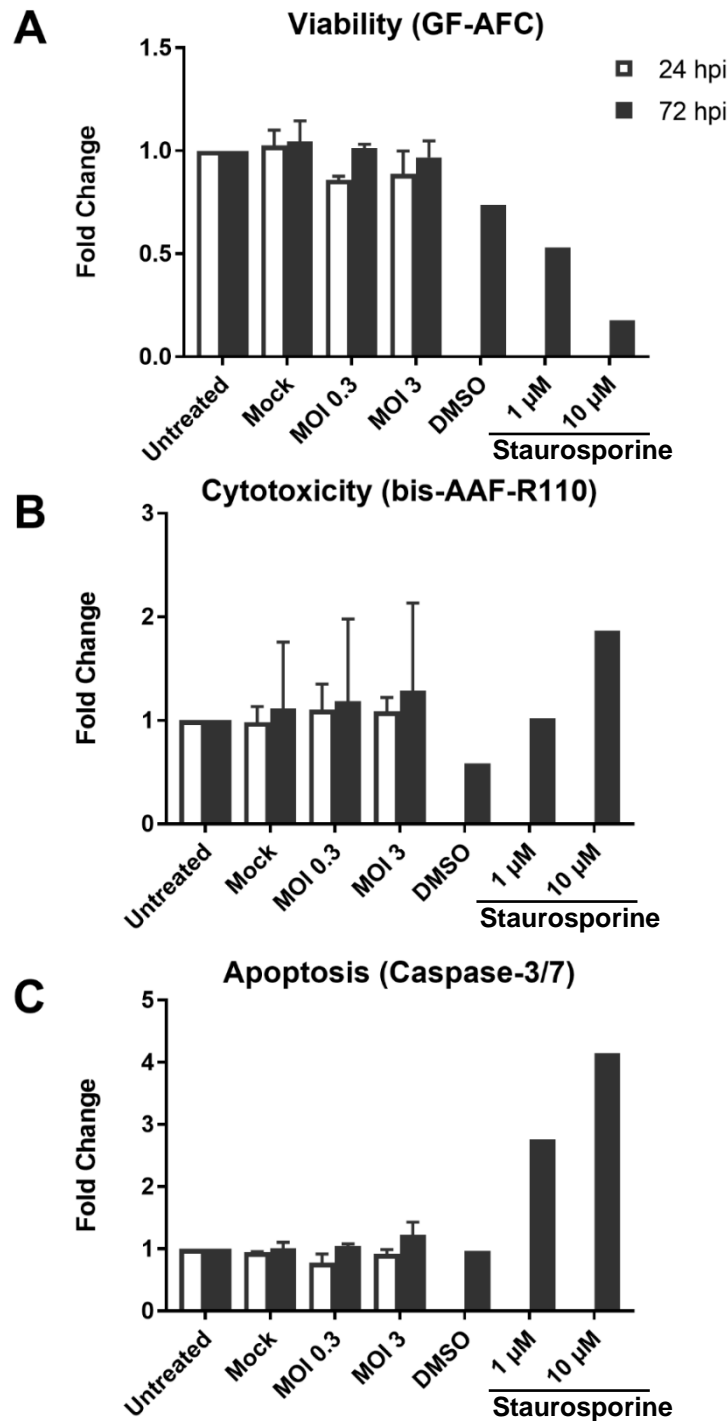 A
Viability (GF-AFC)
24 hpi
72 hpi
Fold Change
1.5
1.0
0.5
0.0
Untreated
Mock
MOI 0.3
MOI 3
DMSO
1 µM
10 µM
Staurosporine
B
Cytotoxicity (bis-AAF-R110)
Fold Change
3
2
1
0
Untreated
Mock
MOI 0.3
MOI 3
DMSO
1 µM
10 µM
Staurosporine
C
Apoptosis (Caspase-3/7)
Fold Change
5
4
3
2
1
0
Untreated
Mock
MOI 0.3
MOI 3
DMSO
1 µM
10 µM
Staurosporine